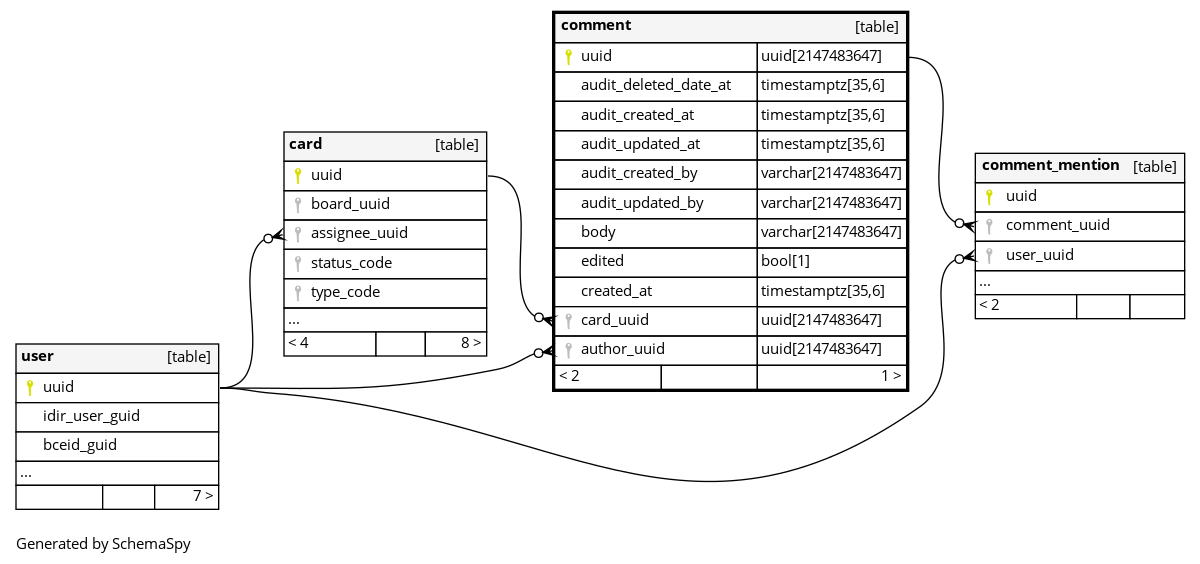 comment [table]
uuid uuid[2147483647]
audit_deleted_date_at timestamptz[35,6]
audit_created_at timestamptz[35,6]
audit_updated_at timestamptz[35,6]
audit_created_by varchar[2147483647]
audit_updated_by varchar[2147483647]
body varchar[2147483647]
edited bool[1]
created_at timestamptz[35,6]
card_uuid uuid[2147483647]
author_uuid uuid[2147483647]
< 2 1 >
card [table]
uuid
board_uuid
assignee_uuid
status_code
type_code
...
< 4 8 >
comment_mention [table]
uuid
comment_uuid
user_uuid
...
< 2
user [table]
uuid
idir_user_guid
bceid_guid
...
7 >
Generated by SchemaSpy